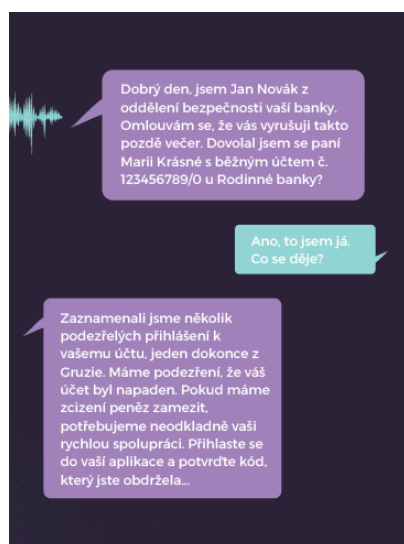 Dobrý den, jsem Jan Novák z
oddělení bezpečnosti vaší banky.
Omlouvám se, že vás vyrušuji takto
pozdě večer. Dovolal jsem se paní
Marii Krásné s běžným účtem č.
123456789/0 u Rodinné banky?
Ano, to jsem já.
Co se děje?
Zaznamenali jsme několik
podezřelých přihlášení k
vašemu účtu, jeden dokonce z
Gruzie. Máme podezření, že váš
účet byl napaden. Pokud máme
zcizení peněz zamezit,
potřebujeme neodkladně vaši
rychlou spolupráci. Přihlaste se
do vaší aplikace a potvrďte kód,
který jste obdržela...